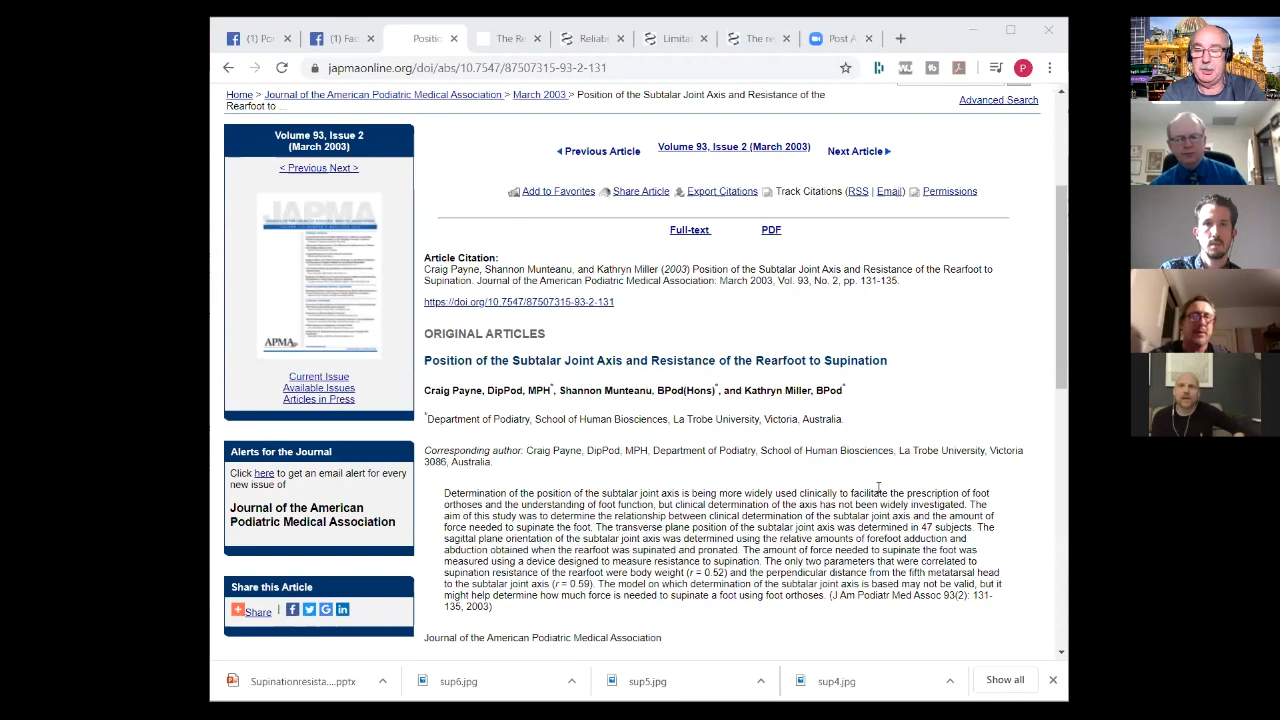 (1) Po
(1) Fac
Positio
The Re
Reliabi
Limitat
The re
Post A
Home > Journal of the American Podiatric Medical Association > March 2003 > Position of the Subtalar Joint Axis and Resistance of the
Rearfoot to ...
Advanced Search
Volume 93, Issue 2
(March 2003)
< Previous Next >
Previous Article Volume 93, Issue 2 (March 2003) Next Article
Add to Favorites Share Article Export Citations Track Citations (RSS | Email) Permissions
Full-text PDF
JAPMA
APMA
Current Issue
Available Issues
Articles in Press
Article Citation:
Craig Payne, Shannon Munteanu, and Kathryn Miller (2003) Position of the Subtalar Joint Axis and Resistance of the Rearfoot to
Supination. Journal of the American Podiatric Medical Association: March 2003, Vol. 93, No. 2, pp. 131-135.
ORIGINAL ARTICLES
Position of the Subtalar Joint Axis and Resistance of the Rearfoot to Supination
Craig Payne, DipPod, MPH*, Shannon Munteanu, BPod(Hons)*, and Kathryn Miller, BPod*
*Department of Podiatry, School of Human Biosciences, La Trobe University, Victoria, Australia.
Corresponding author: Craig Payne, DipPod, MPH, Department of Podiatry, School of Human Biosciences, La Trobe University, Victoria
3086, Australia.
Determination of the position of the subtalar joint axis is being more widely used clinically to facilitate the prescription of foot
orthoses and the understanding of foot function, but clinical determination of the axis has not been widely investigated. The
aim of this study was to determine the relationship between clinical determination of the subtalar joint axis and the amount of
force needed to supinate the foot. The transverse plane position of the subtalar joint axis was determined in 47 subjects. The
sagittal plane orientation of the subtalar joint axis was determined using the relative amounts of forefoot adduction and
abduction obtained when the rearfoot was supinated and pronated. The amount of force needed to supinate the foot was
measured using a device designed to measure resistance to supination. The only two parameters that were correlated to
supination resistance of the rearfoot were body weight (r = 0.52) and the perpendicular distance from the fifth metatarsal head
to the subtalar joint axis (r = 0.59). The model on which determination of the subtalar joint axis is based may not be valid, but it
might help determine how much force is needed to supinate a foot using foot orthoses. (J Am Podiatr Med Assoc 93(2): 131-
135, 2003)
Journal of the American Podiatric Medical Association
Alerts for the Journal
Click here to get an email alert for every
new issue of
Journal of the American
Podiatric Medical Association
Share this Article
Share |
Supinationresista....pptx
sup6.jpg
sup5.jpg
sup4.jpg
Show all